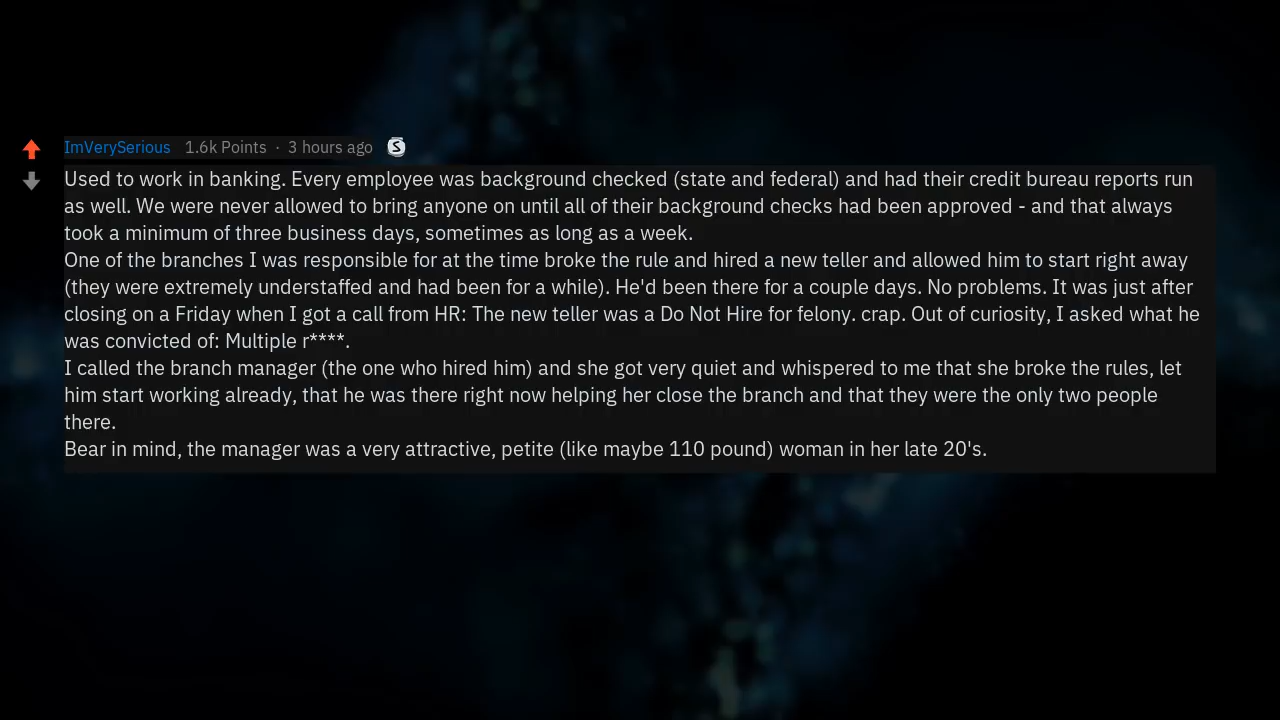 ImVerySerious 1.6k Points · 3 hours ago S
Used to work in banking. Every employee was background checked (state and federal) and had their credit bureau reports run
as well. We were never allowed to bring anyone on until all of their background checks had been approved - and that always
took a minimum of three business days, sometimes as long as a week.
One of the branches I was responsible for at the time broke the rule and hired a new teller and allowed him to start right away
(they were extremely understaffed and had been for a while). He'd been there for a couple days. No problems. It was just after
closing on a Friday when I got a call from HR: The new teller was a Do Not Hire for felony. crap. Out of curiosity, I asked what he
was convicted of: Multiple r****.
I called the branch manager (the one who hired him) and she got very quiet and whispered to me that she broke the rules, let
him start working already, that he was there right now helping her close the branch and that they were the only two people
there.
Bear in mind, the manager was a very attractive, petite (like maybe 110 pound) woman in her late 20's.